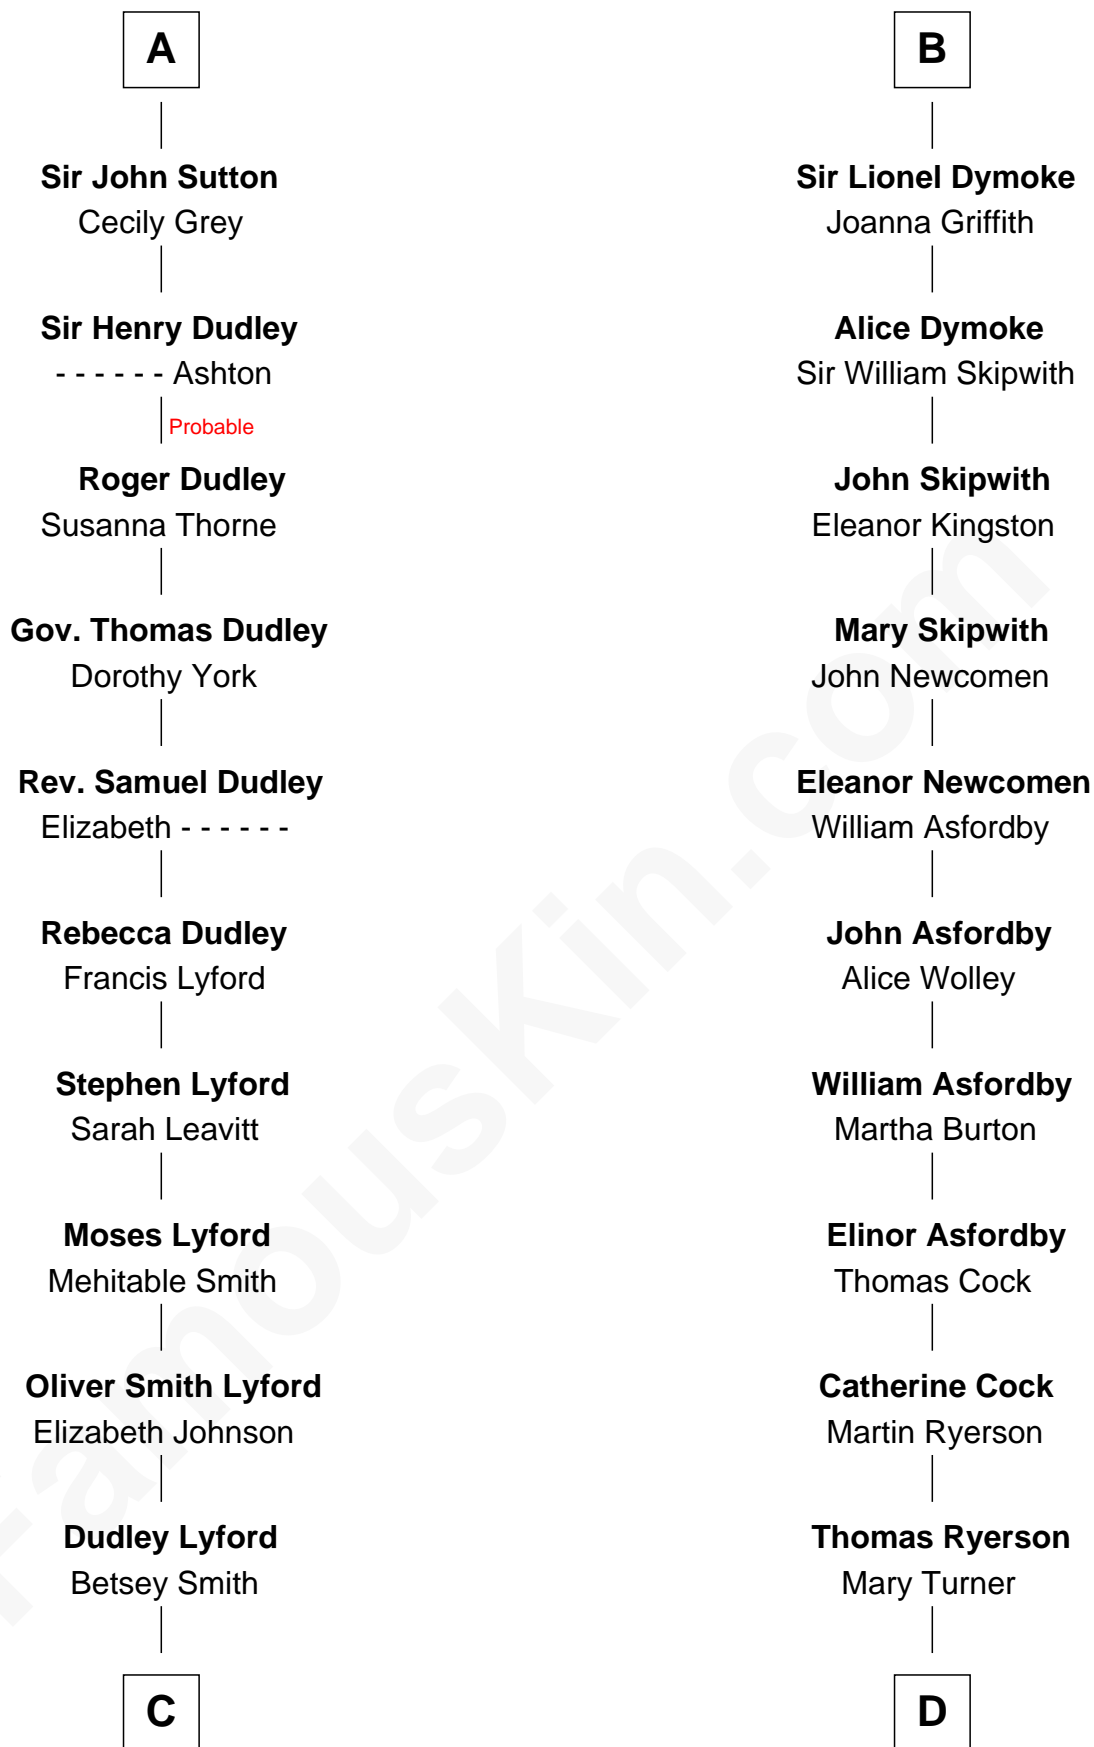 A
Sir John Sutton
Cecily Grey
Sir Henry Dudley
- - - - - - Ashton
Probable
Roger Dudley
Susanna Thorne
Gov. Thomas Dudley
Dorothy York
Rev. Samuel Dudley
Elizabeth - - - - - -
Rebecca Dudley
Francis Lyford
Stephen Lyford
Sarah Leavitt
Moses Lyford
Mehitable Smith
Oliver Smith Lyford
Elizabeth Johnson
Dudley Lyford
Betsey Smith
C
B
Sir Lionel Dymoke
Joanna Griffith
Alice Dymoke
Sir William Skipwith
John Skipwith
Eleanor Kingston
Mary Skipwith
John Newcomen
Eleanor Newcomen
William Asfordby
John Asfordby
Alice Wolley
William Asfordby
Martha Burton
Elinor Asfordby
Thomas Cock
Catherine Cock
Martin Ryerson
Thomas Ryerson
Mary Turner
D
FamousKin.com